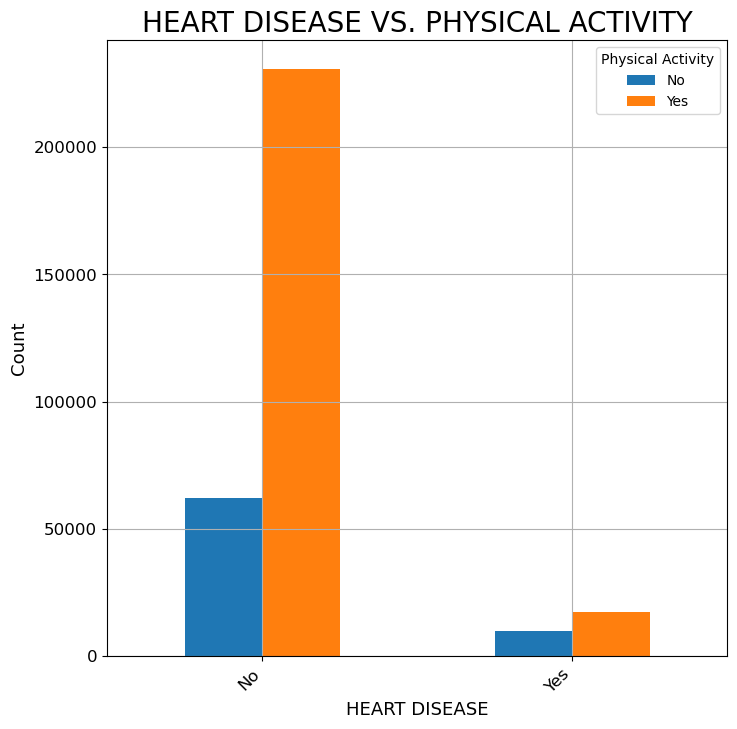 HEART DISEASE VS. PHYSICAL ACTIVITY
Physical Activity
No
Yes
200000
150000
100000
50000
0
Count
No
Yes
HEART DISEASE